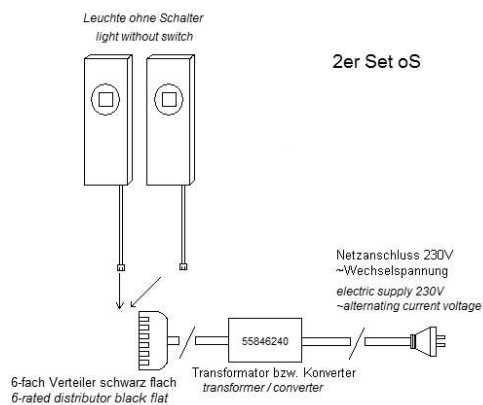 Leuchte ohne Schalter
light without switch
2er Set oS
Netzanschluss 230V
~Wechselspannung
electric supply 230V
~alternating current voltage
55846240
Transformator bzw. Konverter
transformer / converter
6-fach Verteiler schwarz flach
6-rated distributor black flat